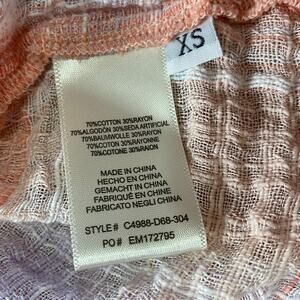 XS
70%COTTON 30%RAYON
70%ALGODÓN 30%SEDA ARTIFICIAL
70%BAUMWOLLE 30%RAYON
70%COTON 30%RAYONNE
70%COTONE 30%RAION
MADE IN CHINA
HECHO EN CHINA
GEMACHT IN CHINA
FABRIQUÉ EN CHINE
FABRICATO NEGLI CHINA
STYLE# C4988-D68-304
PO# EM172795